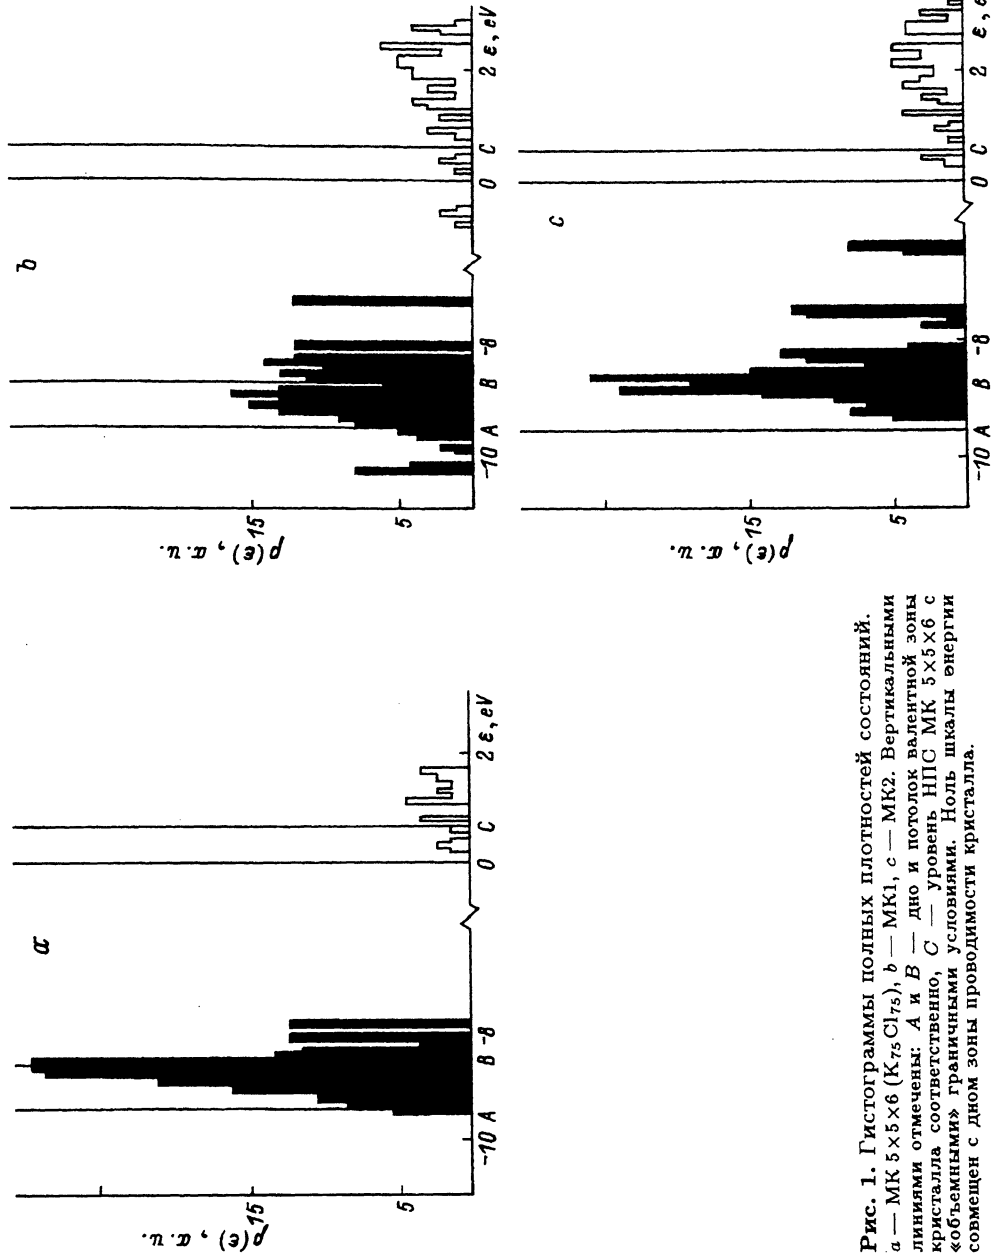 a
ρ(ε), a.u.
15
5
-10 A
B -8
0
C
2 ε, eV
b
ρ(ε), a.u.
15
5
-10 A
B
-8
0
C
2 ε, eV
c
ρ(ε), a.u.
15
5
-10 A
B
-8
0
C
2
Рис. 1. Гистограммы полных плотностей состояний.
a — МК 5×5×6 (K₇₅Cl₇₅), b — МК1, c — МК2. Вертикальными
линиями отмечены: A и B — дно и потолок валентной зоны
кристалла соответственно, C — уровень НПС МК 5×5×6 с
«объемными» граничными условиями. Ноль шкалы энергии
совмещен с дном зоны проводимости кристалла.